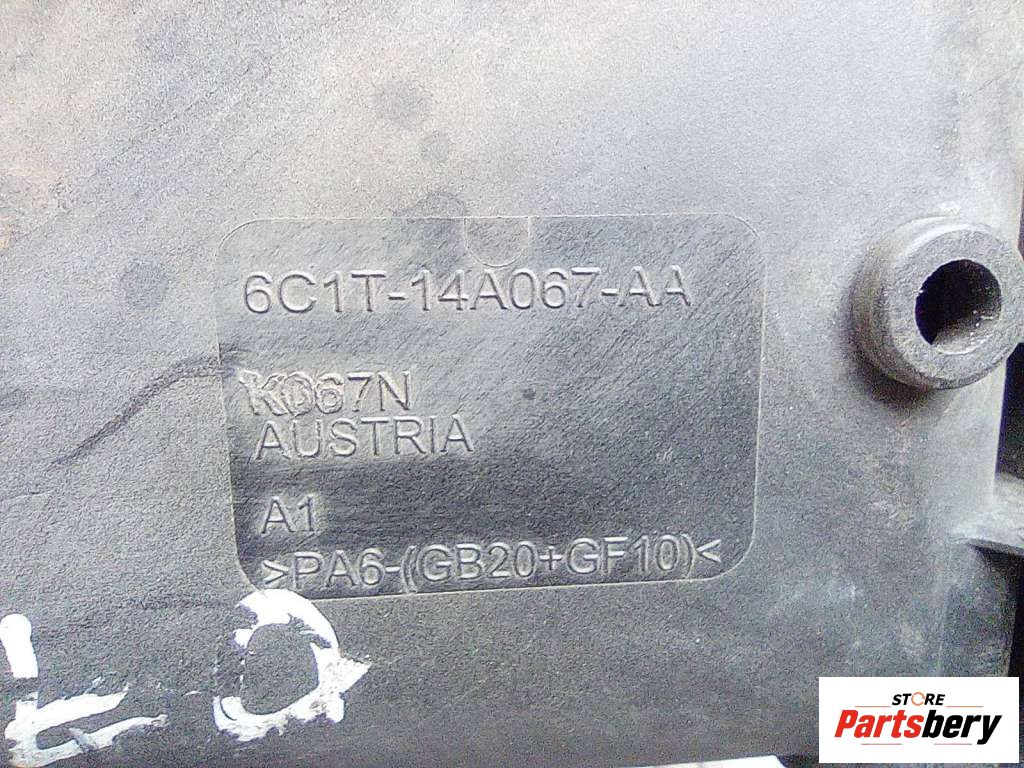 6C1T-14A067-AA
K067N
AUSTRIA
A1
>PA6-(GB20+GF10)<
STORE
Partsbery